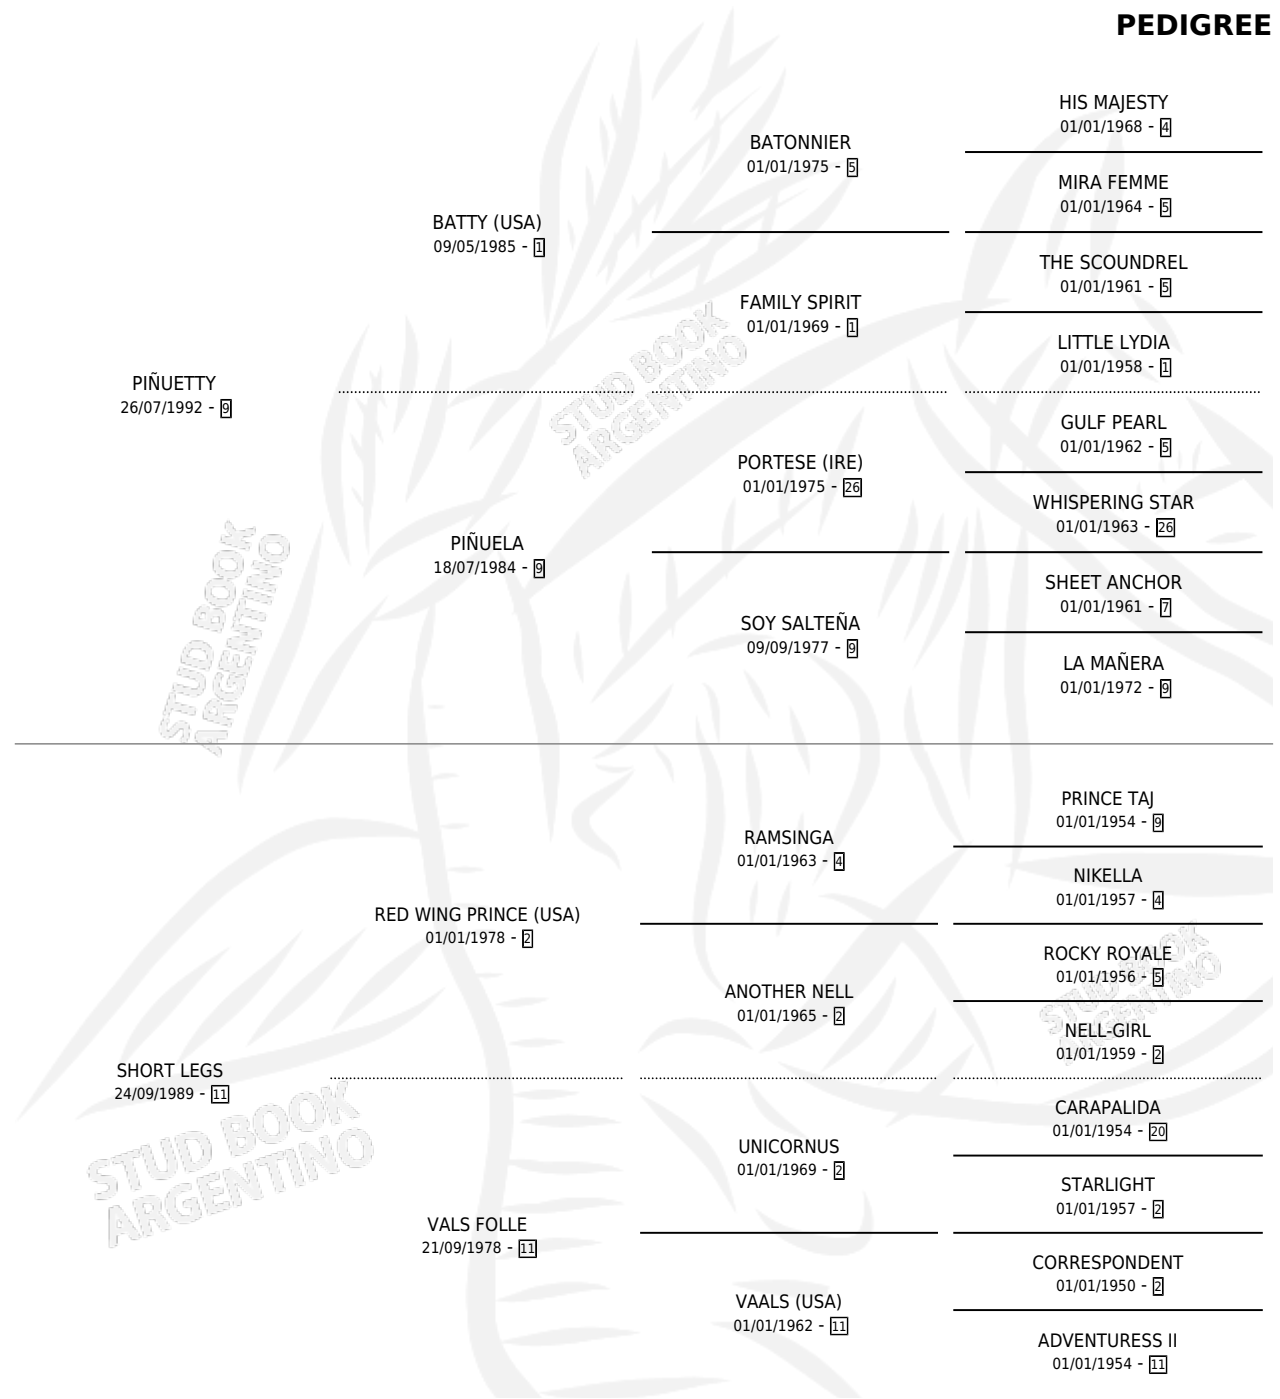 PEDIGREE
HIS MAJESTY
01/01/1968 - 4
BATONNIER
01/01/1975 - 5
MIRA FEMME
01/01/1964 - 5
BATTY (USA)
09/05/1985 - 1
THE SCOUNDREL
01/01/1961 - 5
FAMILY SPIRIT
01/01/1969 - 1
LITTLE LYDIA
01/01/1958 - 1
PIÑUETTY
26/07/1992 - 9
GULF PEARL
01/01/1962 - 5
PORTESE (IRE)
01/01/1975 - 26
WHISPERING STAR
01/01/1963 - 26
PIÑUELA
18/07/1984 - 9
SHEET ANCHOR
01/01/1961 - 7
SOY SALTEÑA
09/09/1977 - 9
LA MAÑERA
01/01/1972 - 9
PRINCE TAJ
01/01/1954 - 9
RAMSINGA
01/01/1963 - 4
NIKELLA
01/01/1957 - 4
RED WING PRINCE (USA)
01/01/1978 - 2
ROCKY ROYALE
01/01/1956 - 5
ANOTHER NELL
01/01/1965 - 2
NELL-GIRL
01/01/1959 - 2
SHORT LEGS
24/09/1989 - 11
CARAPALIDA
01/01/1954 - 20
UNICORNUS
01/01/1969 - 2
STARLIGHT
01/01/1957 - 2
VALS FOLLE
21/09/1978 - 11
CORRESPONDENT
01/01/1950 - 2
VAALS (USA)
01/01/1962 - 11
ADVENTURESS II
01/01/1954 - 11
STUD BOOK
ARGENTINO
STUD BOOK
ARGENTINO
STUD BOOK
ARGENTINO
STUD BOOK
ARGENTINO